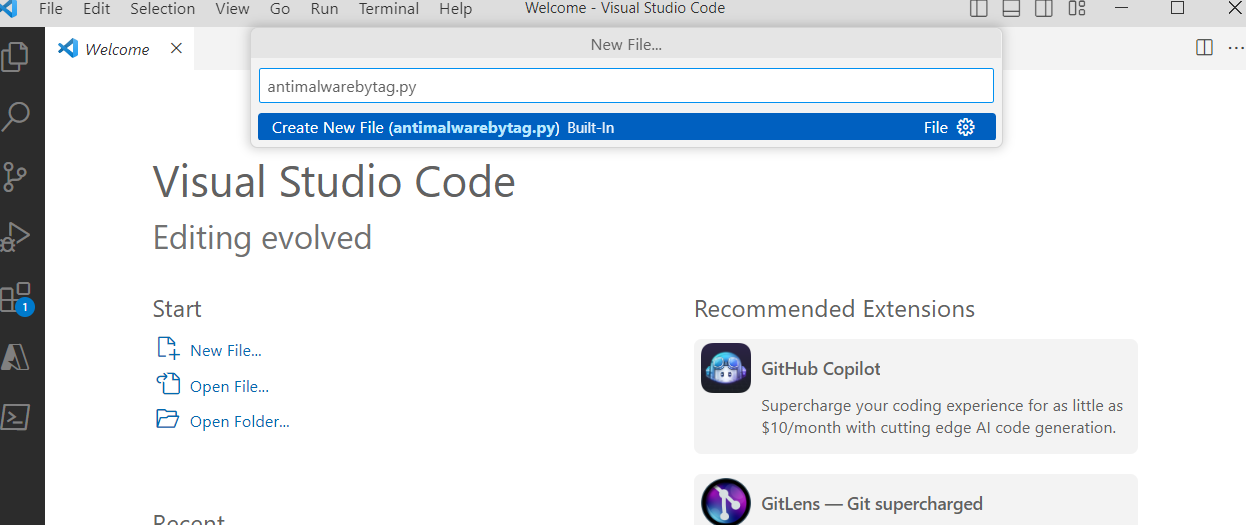 File Edit Selection View Go Run Terminal Help Welcome - Visual Studio Code
Welcome
New File...
antimalwarebytag.py
Create New File (antimalwarebytag.py) Built-In File
Visual Studio Code
Editing evolved
Start
New File...
Open File...
Open Folder...
Recent
Recommended Extensions
GitHub Copilot
Supercharge your coding experience for as little as
$10/month with cutting edge AI code generation.
GitLens — Git supercharged
1